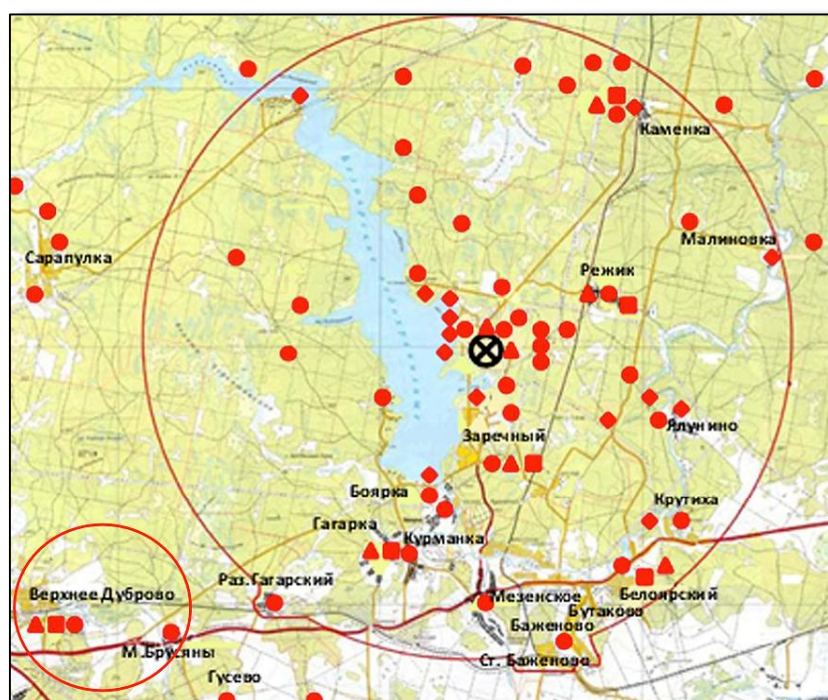 Каменка
Малиновка
Сарапулка
Режик
Ялунино
Заречный
Боярка
Крутиха
Гагарка
Курманка
Раз.Гагарский
Верхнее Дуброво
Мезенское
Белоярский
Бутаково
Баженово
М.Брусяны
Ст. Баженово
Гусево